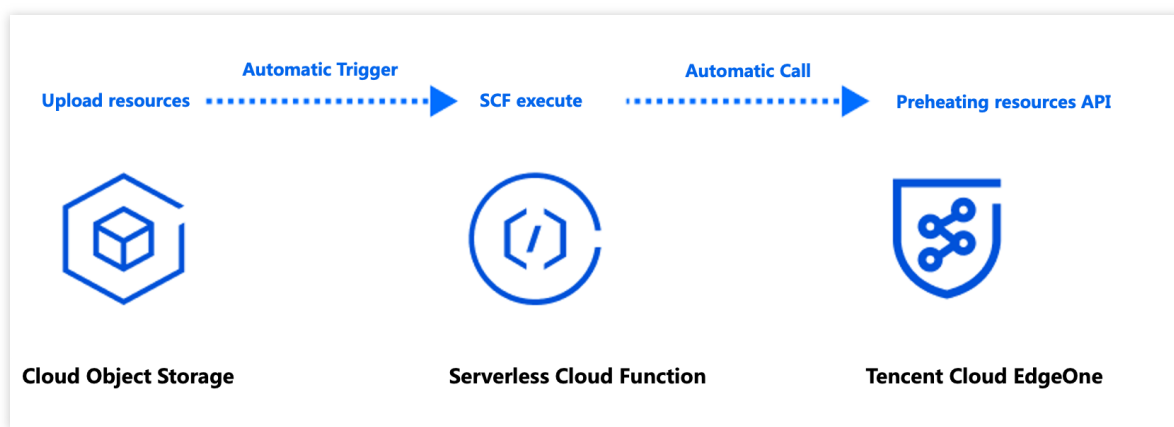 Automatic Trigger
Automatic Call
Upload resources
SCF execute
Preheating resources API
Cloud Object Storage
Serverless Cloud Function
Tencent Cloud EdgeOne